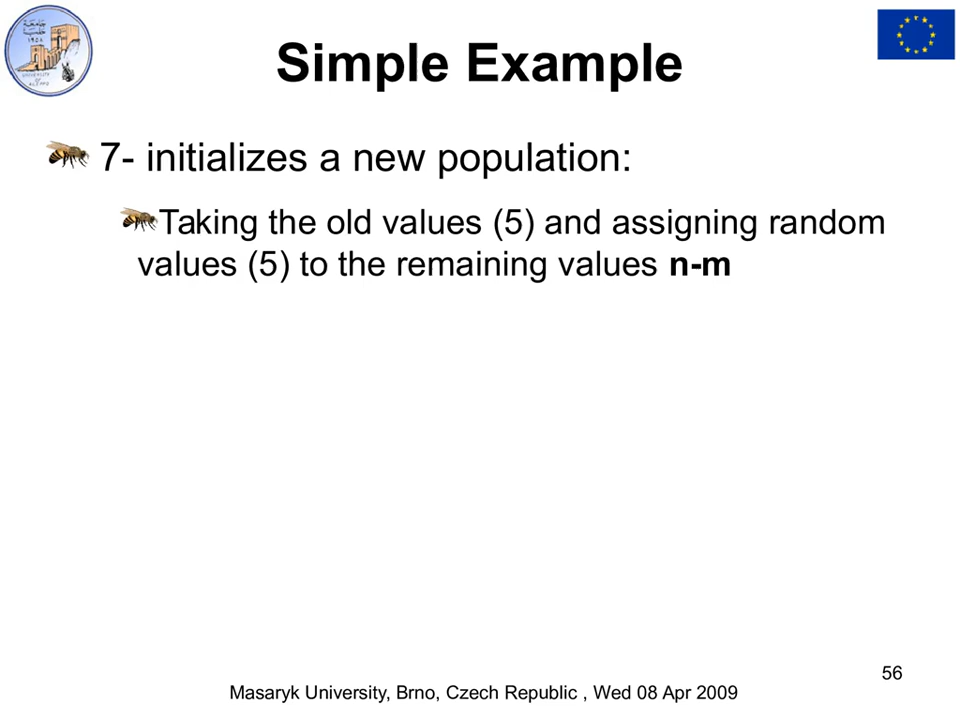 Simple Example
7- initializes a new population:
Taking the old values (5) and assigning random
values (5) to the remaining values n-m
56
Masaryk University, Brno, Czech Republic , Wed 08 Apr 2009